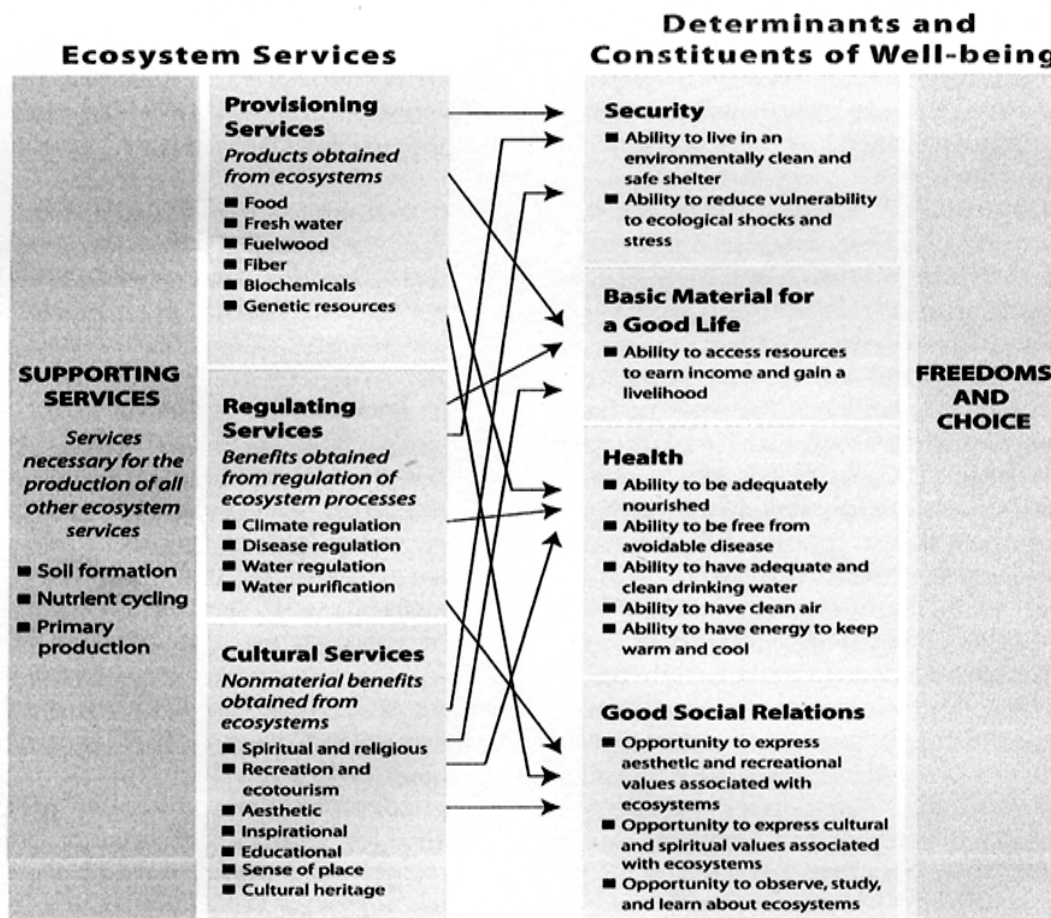 Ecosystem Services
SUPPORTING
SERVICES
Services
necessary for the
production of all
other ecosystem
services
■ Soil formation
■ Nutrient cycling
■ Primary
production
Provisioning
Services
Products obtained
from ecosystems
■ Food
■ Fresh water
■ Fuelwood
■ Fiber
■ Biochemicals
■ Genetic resources
Regulating
Services
Benefits obtained
from regulation of
ecosystem processes
■ Climate regulation
■ Disease regulation
■ Water regulation
■ Water purification
Cultural Services
Nonmaterial benefits
obtained from
ecosystems
■ Spiritual and religious
■ Recreation and
ecotourism
■ Aesthetic
■ Inspirational
■ Educational
■ Sense of place
■ Cultural heritage
Determinants and
Constituents of Well-being
Security
■ Ability to live in an
environmentally clean and
safe shelter
■ Ability to reduce vulnerability
to ecological shocks and
stress
Basic Material for
a Good Life
■ Ability to access resources
to earn income and gain a
livelihood
Health
■ Ability to be adequately
nourished
■ Ability to be free from
avoidable disease
■ Ability to have adequate and
clean drinking water
■ Ability to have clean air
■ Ability to have energy to keep
warm and cool
Good Social Relations
■ Opportunity to express
aesthetic and recreational
values associated with
ecosystems
■ Opportunity to express cultural
and spiritual values associated
with ecosystems
■ Opportunity to observe, study,
and learn about ecosystems
FREEDOMS
AND
CHOICE